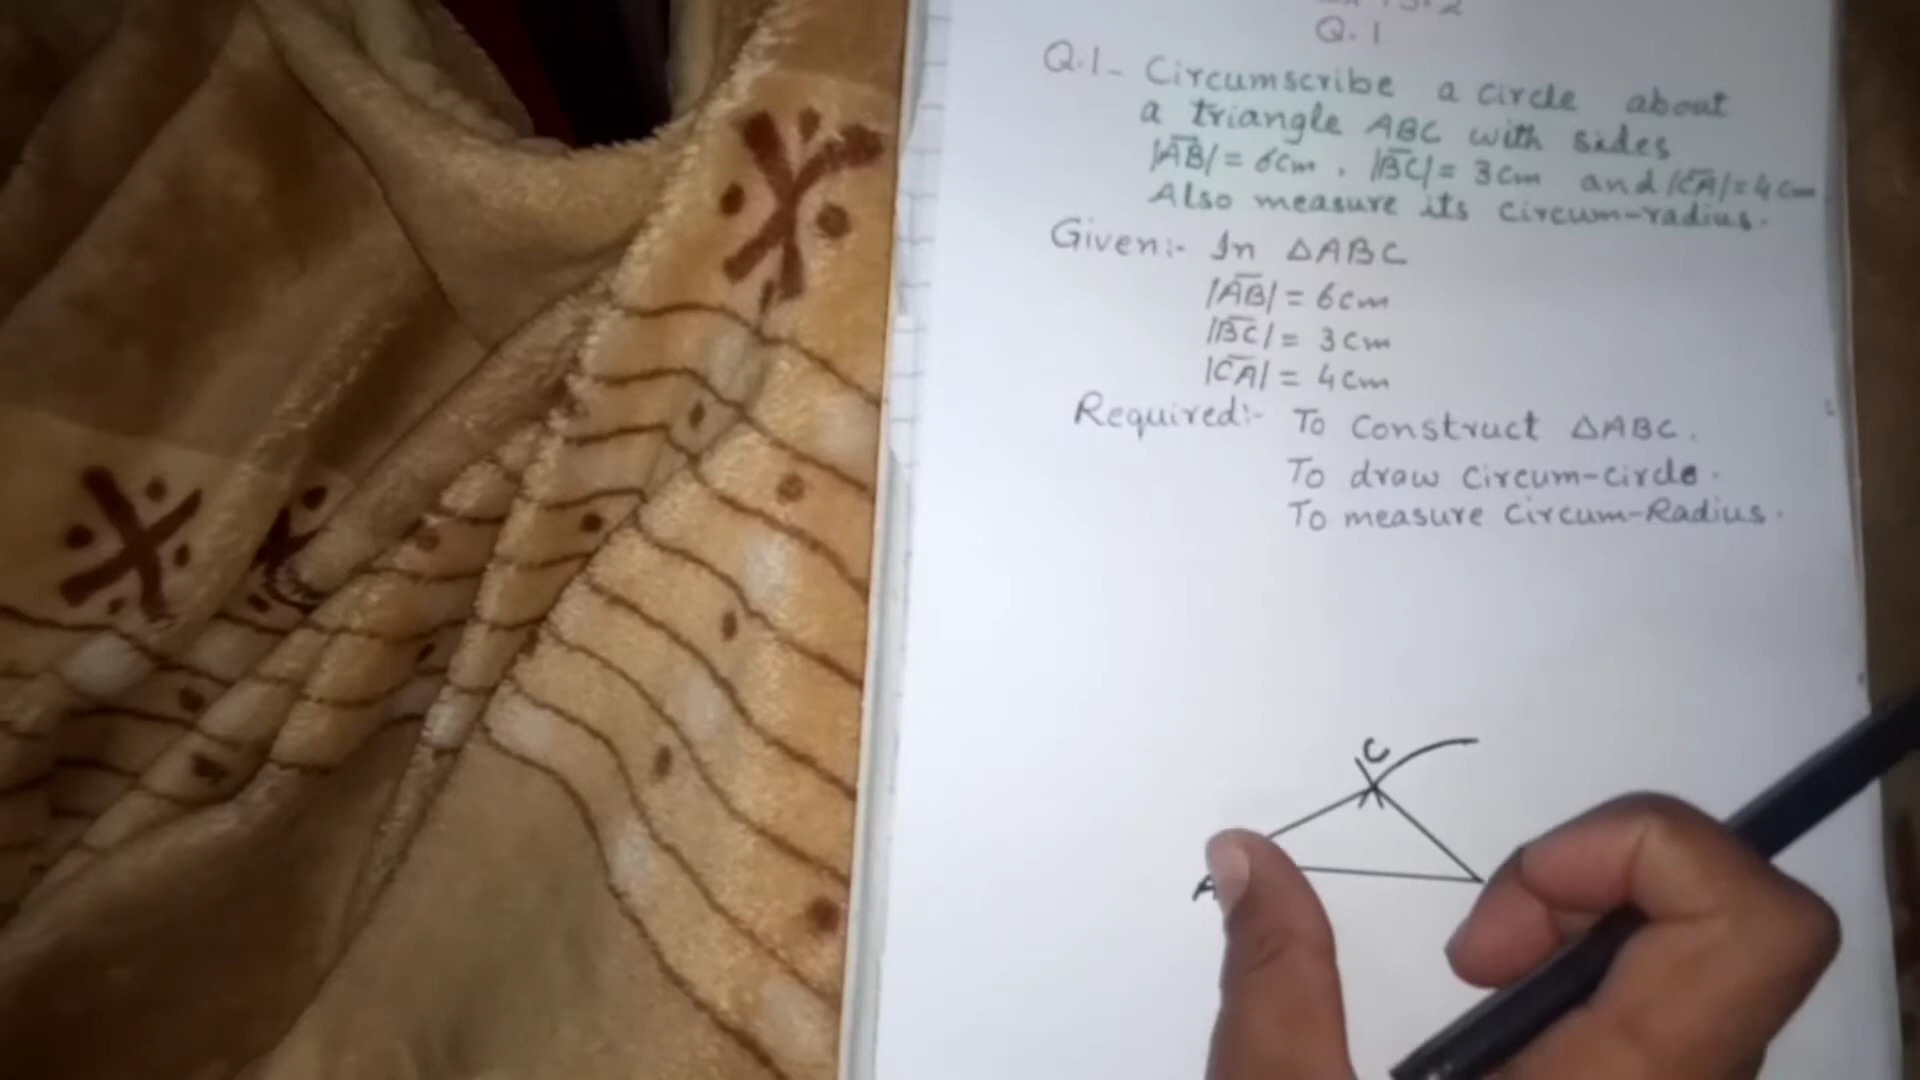 Q.1
Q.1- Circumscribe a circle about
a triangle ABC with sides
|AB| = 6cm, |BC| = 3cm and |CA| = 4cm
Also measure its circum-radius.
Given:- In △ABC
|AB| = 6cm
|BC| = 3cm
|CA| = 4cm
Required:- To Construct △ABC.
To draw Circum-circle.
To measure Circum-Radius.
C
A